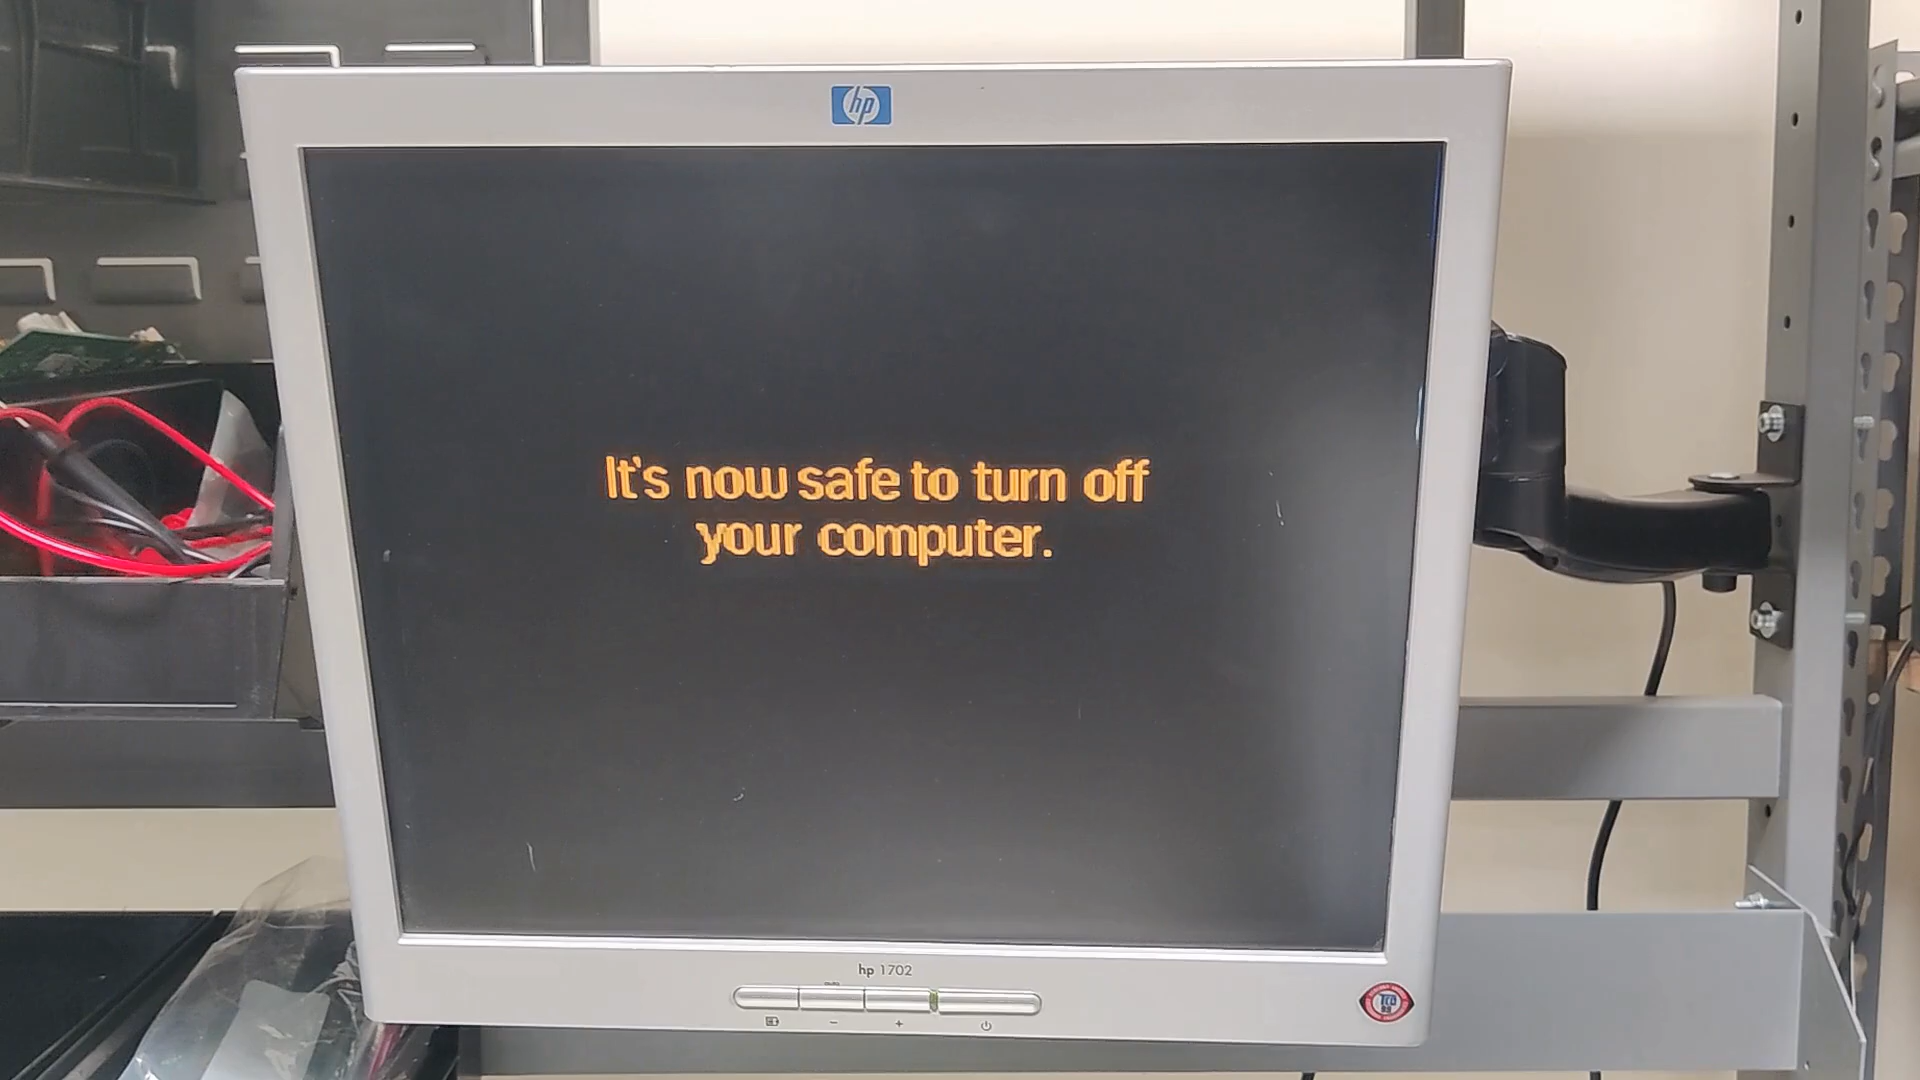 hp
It's now safe to turn off
your computer.
hp 1702